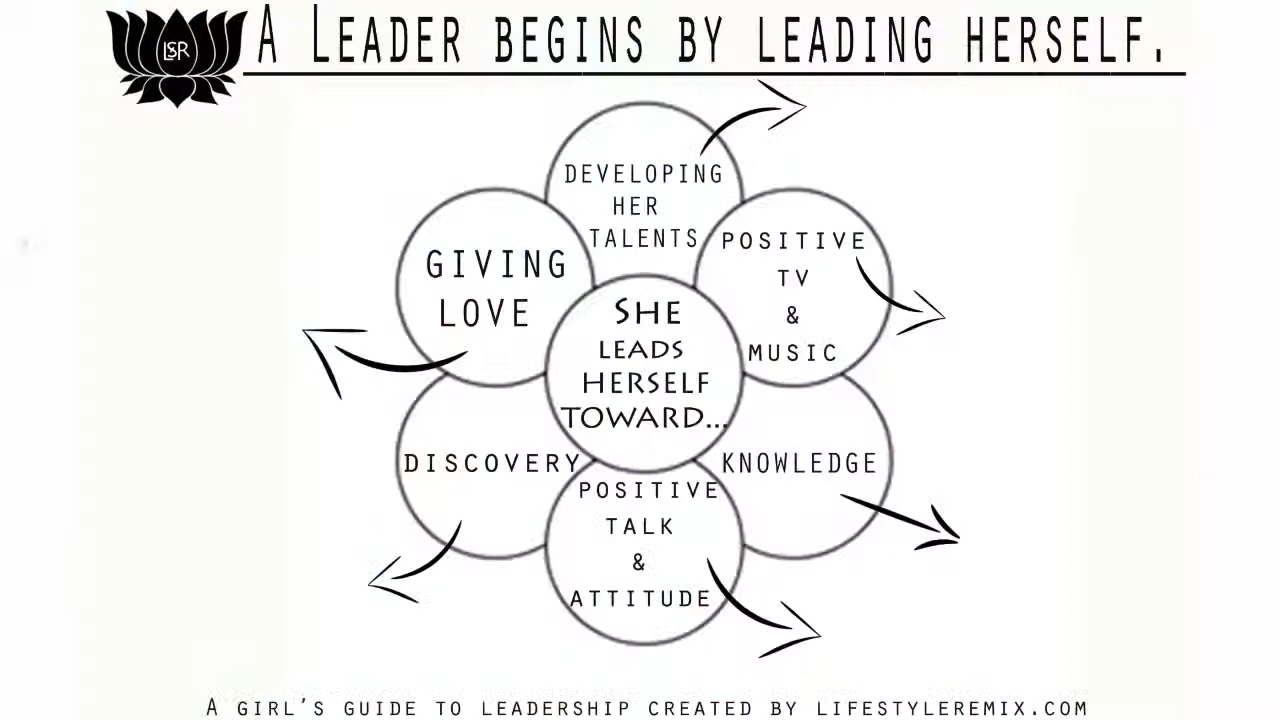 LSR
A Leader begins by leading herself.
DEVELOPING
HER
TALENTS
POSITIVE
TV
&
MUSIC
KNOWLEDGE
POSITIVE
TALK
&
ATTITUDE
DISCOVERY
GIVING
LOVE
She
leads
herself
toward...
A girl's guide to leadership created by lifestyleremix.com